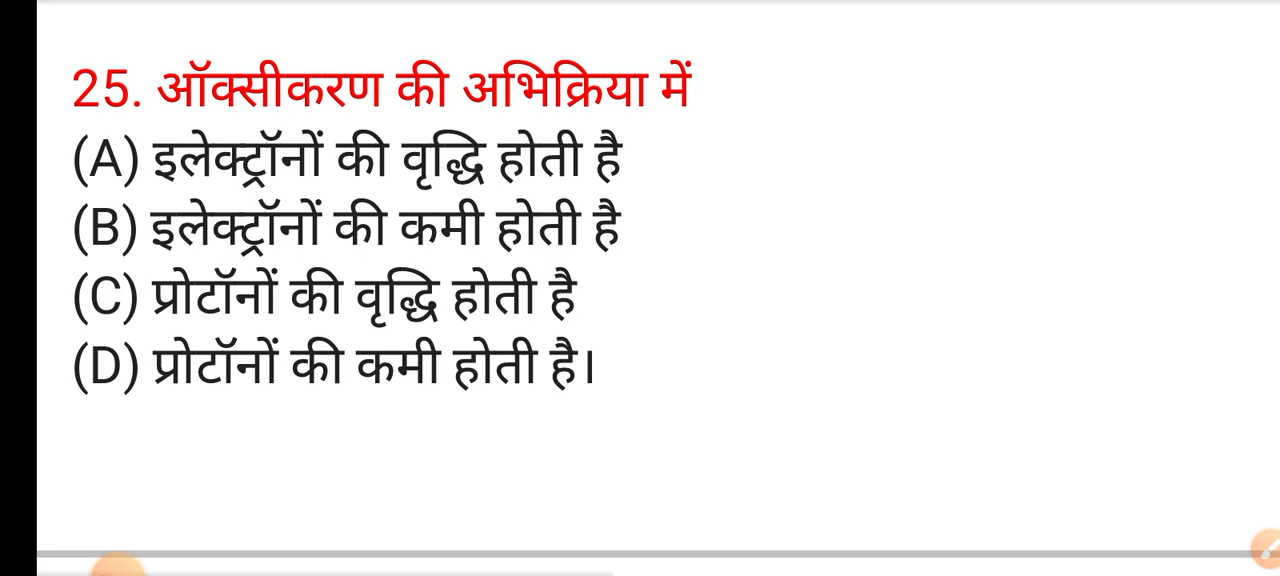 25. ऑक्सीकरण की अभिक्रिया में
(A) इलेक्ट्रॉनों की वृद्धि होती है
(B) इलेक्ट्रॉनों की कमी होती है
(C) प्रोटॉनों की वृद्धि होती है
(D) प्रोटॉनों की कमी होती है।